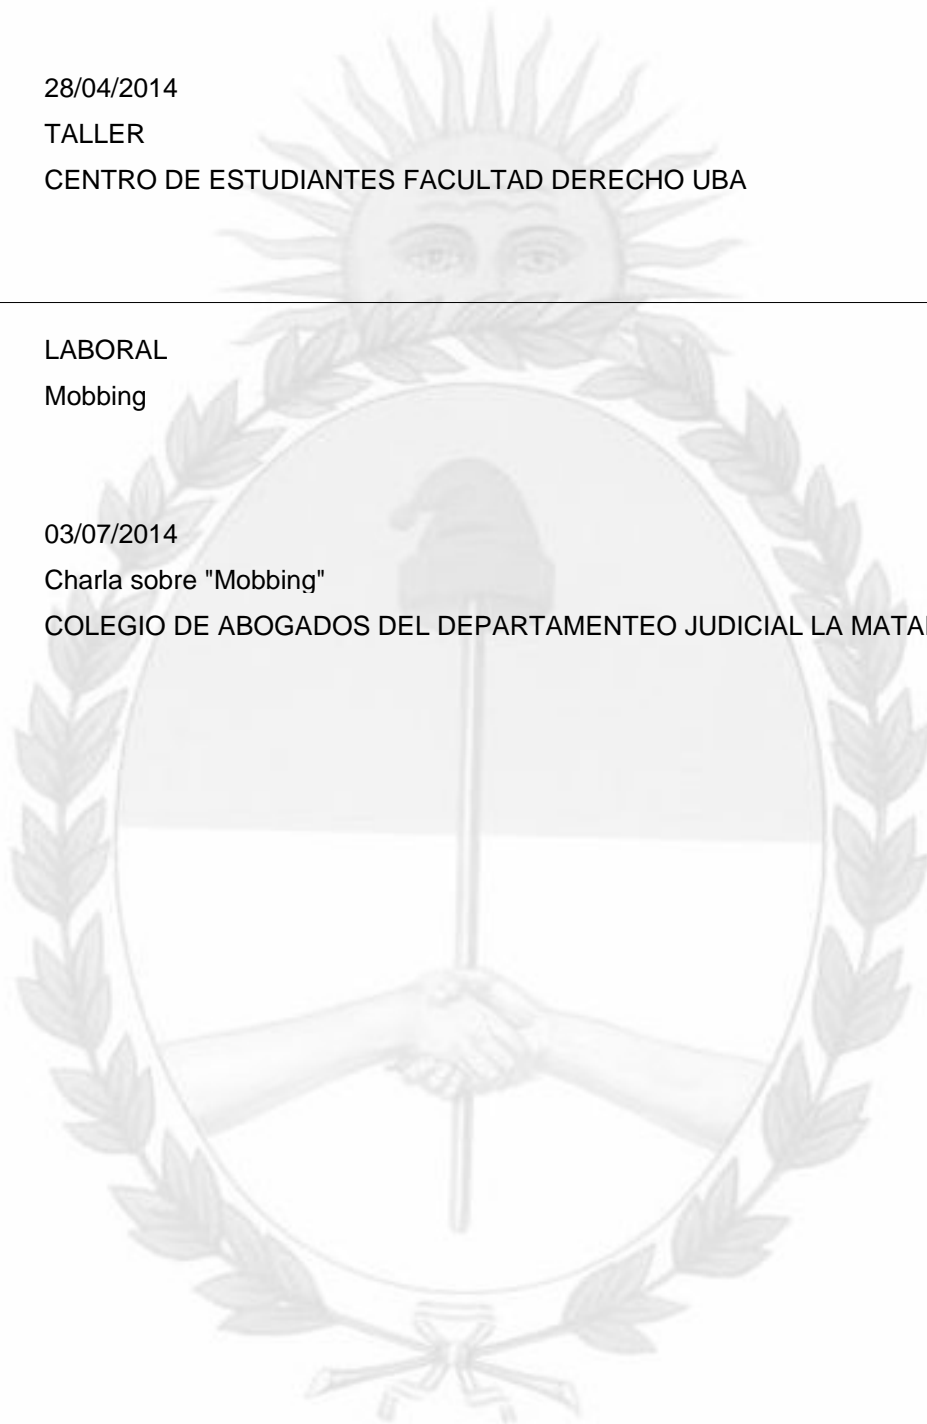 28/04/2014
TALLER
CENTRO DE ESTUDIANTES FACULTAD DERECHO UBA
LABORAL
Mobbing
03/07/2014
Charla sobre "Mobbing"
COLEGIO DE ABOGADOS DEL DEPARTAMENTEO JUDICIAL LA